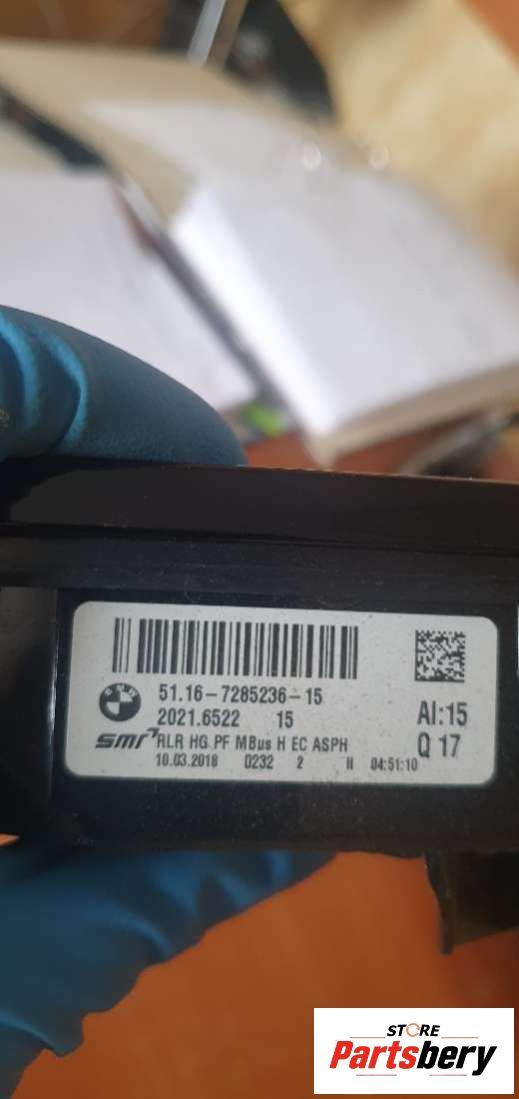 51.16-7285236-15
BMW
2021.6522 15
AI:15
SMR RLR HG PF MBus H EC ASPH
Q 17
10.03.2018 0232 2 II 04:51:10
STORE
Partsbery